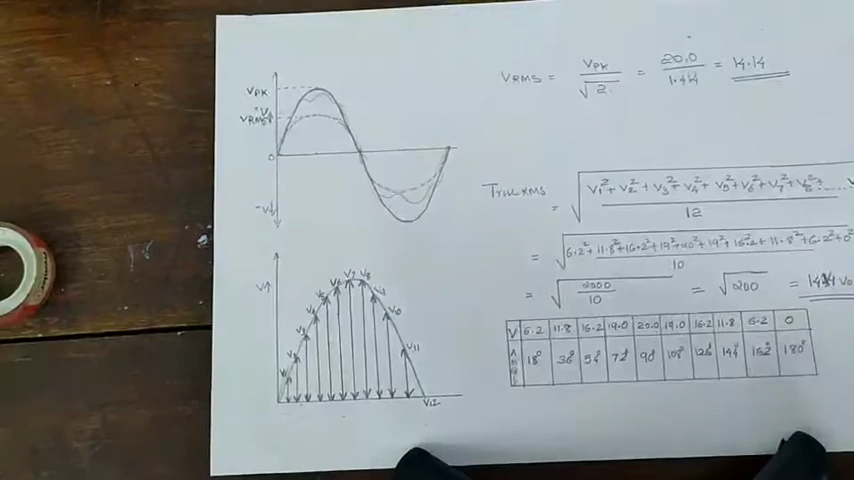 VPK
VRMS
0
-V
VRMS = VPK / √2 = 20.0 / 1.414 = 14.14
True RMS = √ V1² + V2² + V3² + V4² + V5² + V6² + V7² + V8² + ..... / 12
= √ 6.2² + 11.8² + 16.2² + 19² + 20² + 19² + 16.2² + 11.8² + 6.2² + 0² / 10
= √ 2000 / 10 = √ 200 = 14.14 Vo
V 6.2 11.8 16.2 19.0 20.0 19.0 16.2 11.8 6.2 0
18° 36° 54° 72° 90° 108° 126° 144° 162° 180°
V
V7 V8
V6 V9
V5 V10
V4
V3 V11
V2
V1
V12